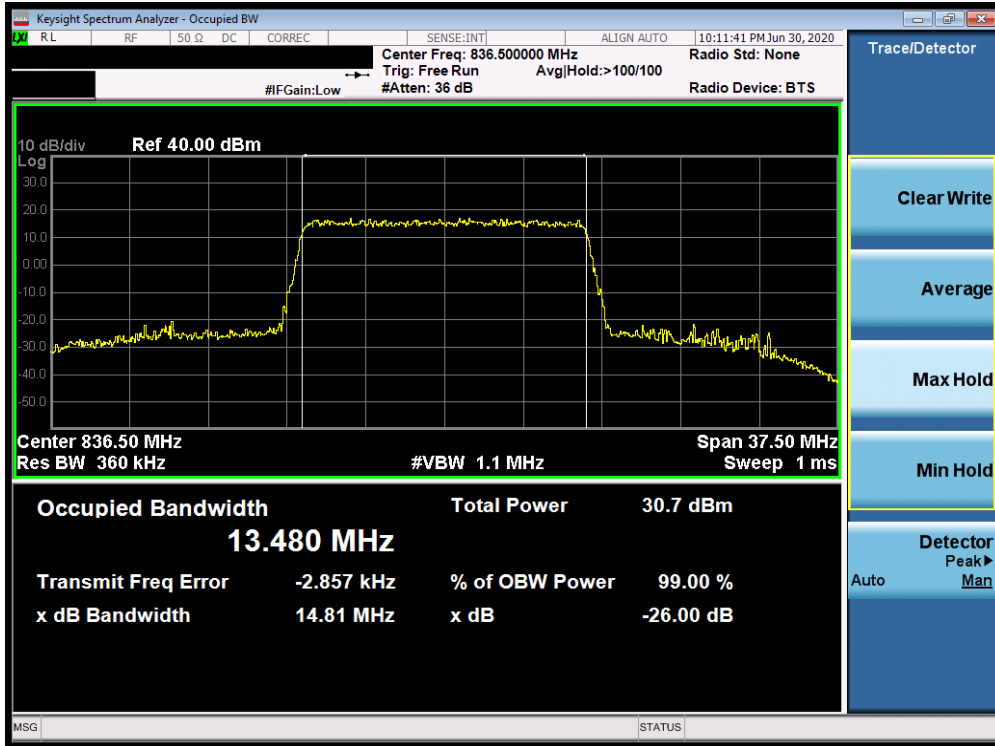 Keysight Spectrum Analyzer - Occupied BW
LXI RL RF 50 Ω DC CORREC SENSE:INT ALIGN AUTO 10:11:41 PM Jun 30, 2020
Center Freq: 836.500000 MHz Radio Std: None
Trig: Free Run Avg|Hold:>100/100
#IFGain:Low #Atten: 36 dB Radio Device: BTS
Trace/Detector
10 dB/div Ref 40.00 dBm
Log
30.0
20.0
10.0
0.00
-10.0
-20.0
-30.0
-40.0
-50.0
Center 836.50 MHz Span 37.50 MHz
Res BW 360 kHz #VBW 1.1 MHz Sweep 1 ms
Occupied Bandwidth Total Power 30.7 dBm
13.480 MHz
Transmit Freq Error -2.857 kHz % of OBW Power 99.00 %
x dB Bandwidth 14.81 MHz x dB -26.00 dB
Clear Write
Average
Max Hold
Min Hold
Detector
Peak▶
Auto Man
MSG STATUS